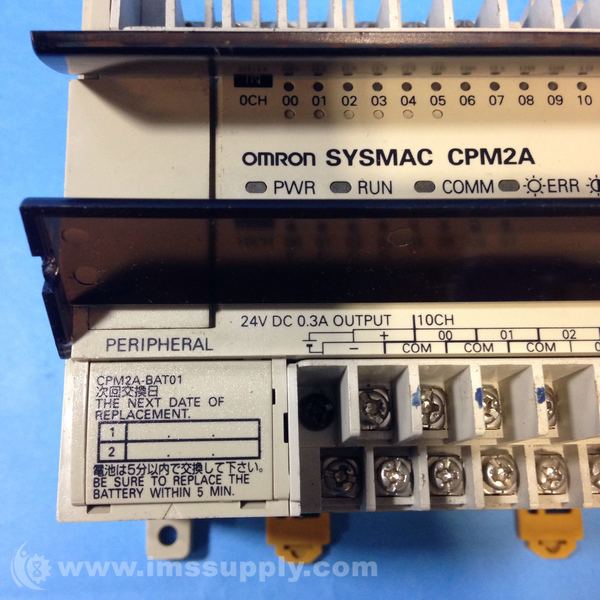 IN
0CH 00 01 02 03 04 05 06 07 08 09 10
OMRON SYSMAC CPM2A
PWR RUN COMM ERR
24V DC 0.3A OUTPUT 10CH
+ 00 01 02
- COM COM COM
PERIPHERAL
CPM2A-BAT01
次回交換日
THE NEXT DATE OF
REPLACEMENT.
1 . .
2 . .
電池は5分以内で交換して下さい。
BE SURE TO REPLACE THE
BATTERY WITHIN 5 MIN.
www.imssupply.com